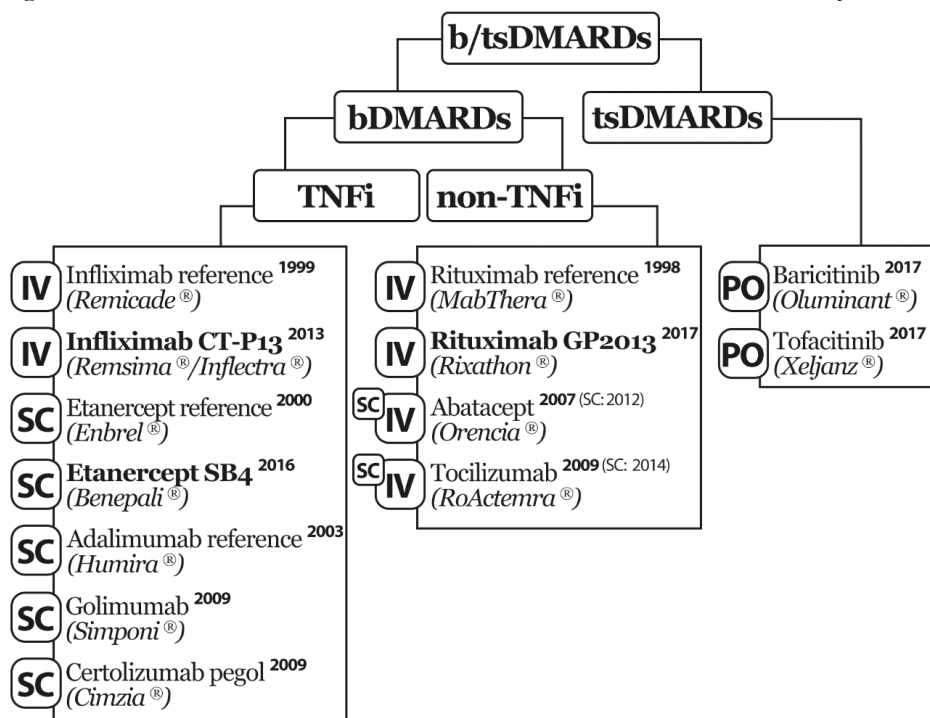 b/tsDMARDs
bDMARDs
tsDMARDs
TNFi
non-TNFi
IV Infliximab reference 1999
(Remicade ®)
IV Infliximab CT-P13 2013
(Remsima ®/Inflectra ®)
SC Etanercept reference 2000
(Enbrel ®)
SC Etanercept SB4 2016
(Benepali ®)
SC Adalimumab reference 2003
(Humira ®)
SC Golimumab 2009
(Simponi ®)
SC Certolizumab pegol 2009
(Cimzia ®)
IV Rituximab reference 1998
(MabThera ®)
IV Rituximab GP2013 2017
(Rixathon ®)
SC IV Abatacept 2007 (SC: 2012)
(Orencia ®)
SC IV Tocilizumab 2009 (SC: 2014)
(RoActemra ®)
PO Baricitinib 2017
(Oluminant ®)
PO Tofacitinib 2017
(Xeljanz ®)